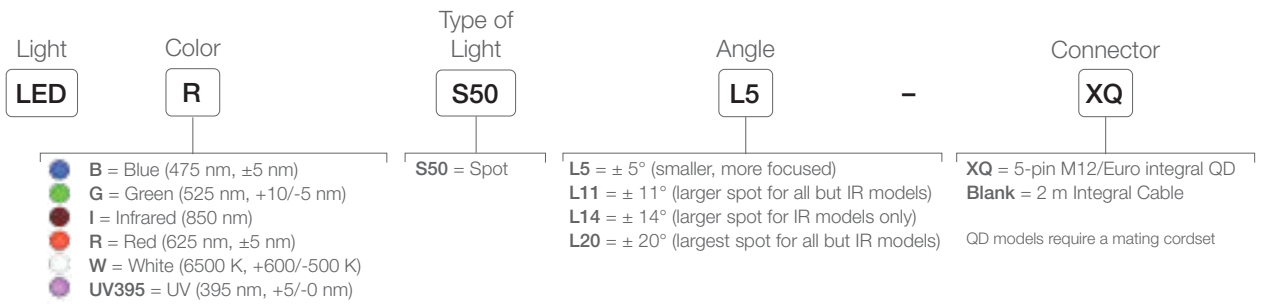 Light
Color
Type of
Light
Angle
Connector
LED
R
S50
L5
–
XQ
B = Blue (475 nm, ±5 nm)
G = Green (525 nm, +10/-5 nm)
I = Infrared (850 nm)
R = Red (625 nm, ±5 nm)
W = White (6500 K, +600/-500 K)
UV395 = UV (395 nm, +5/-0 nm)
S50 = Spot
L5 = ± 5° (smaller, more focused)
L11 = ± 11° (larger spot for all but IR models)
L14 = ± 14° (larger spot for IR models only)
L20 = ± 20° (largest spot for all but IR models)
XQ = 5-pin M12/Euro integral QD
Blank = 2 m Integral Cable
QD models require a mating cordset